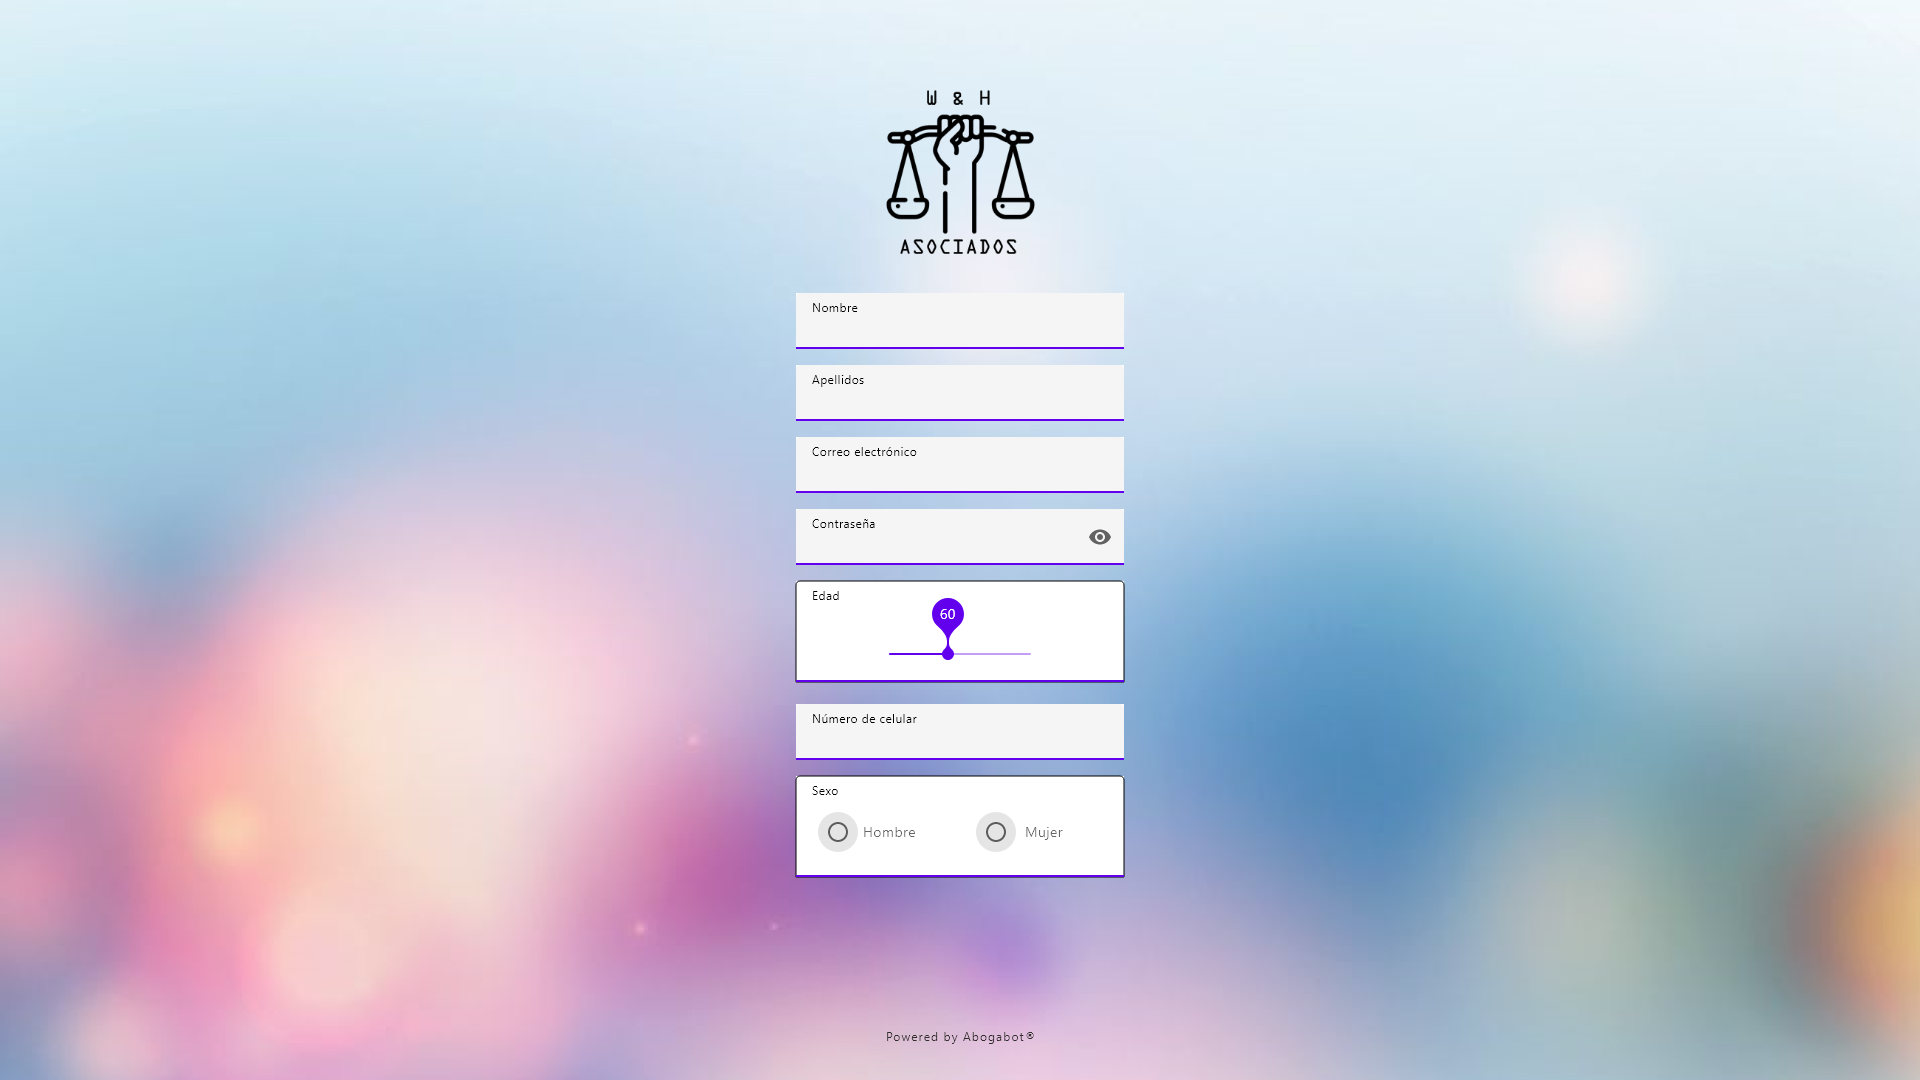 W & H
ASOCIADOS
Nombre
Apellidos
Correo electrónico
Contraseña
Edad
60
Número de celular
Sexo
Hombre Mujer
Powered by Abogabot®